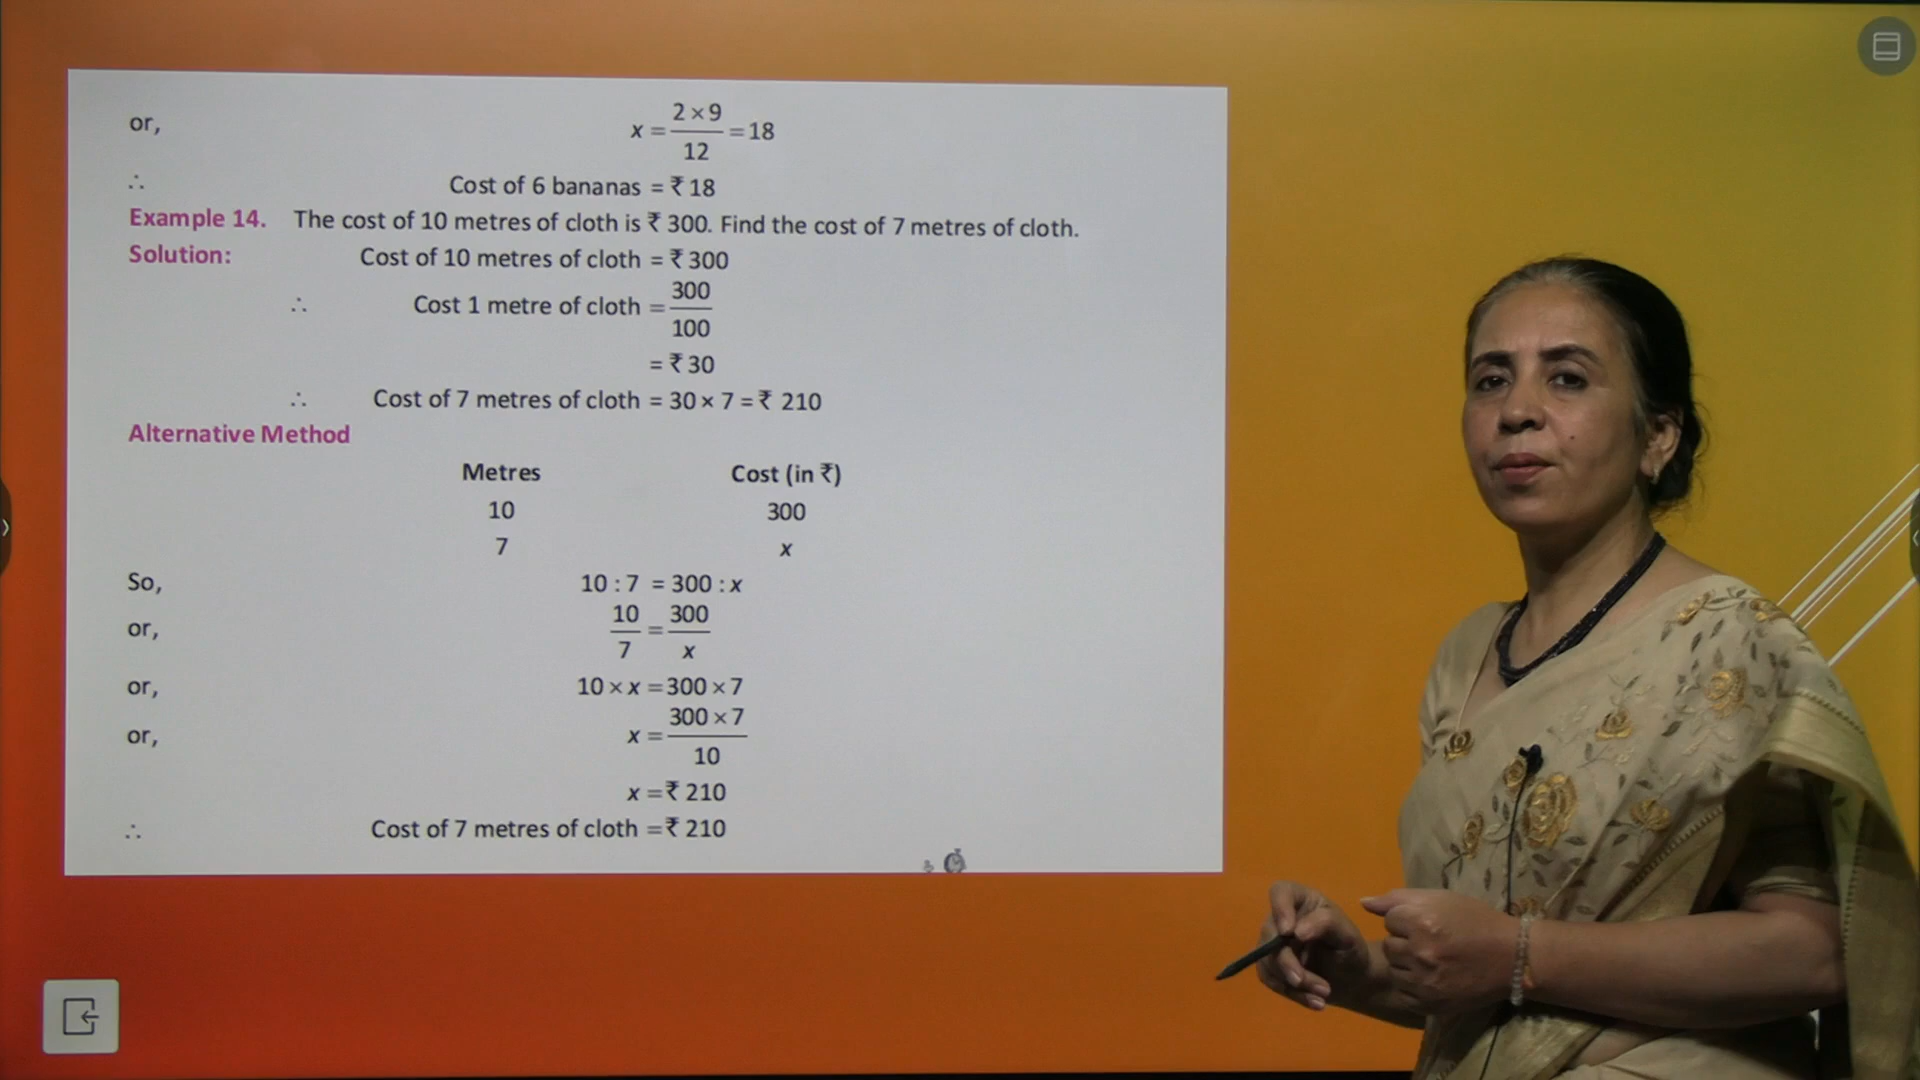 or, x = 2 × 9 / 12 = 18
∴ Cost of 6 bananas = ₹ 18
Example 14. The cost of 10 metres of cloth is ₹ 300. Find the cost of 7 metres of cloth.
Solution: Cost of 10 metres of cloth = ₹ 300
∴ Cost 1 metre of cloth = 300 / 100
= ₹ 30
∴ Cost of 7 metres of cloth = 30 × 7 = ₹ 210
Alternative Method
Metres Cost (in ₹)
10 300
7 x
So, 10 : 7 = 300 : x
or, 10 / 7 = 300 / x
or, 10 × x = 300 × 7
or, x = 300 × 7 / 10
x = ₹ 210
∴ Cost of 7 metres of cloth = ₹ 210